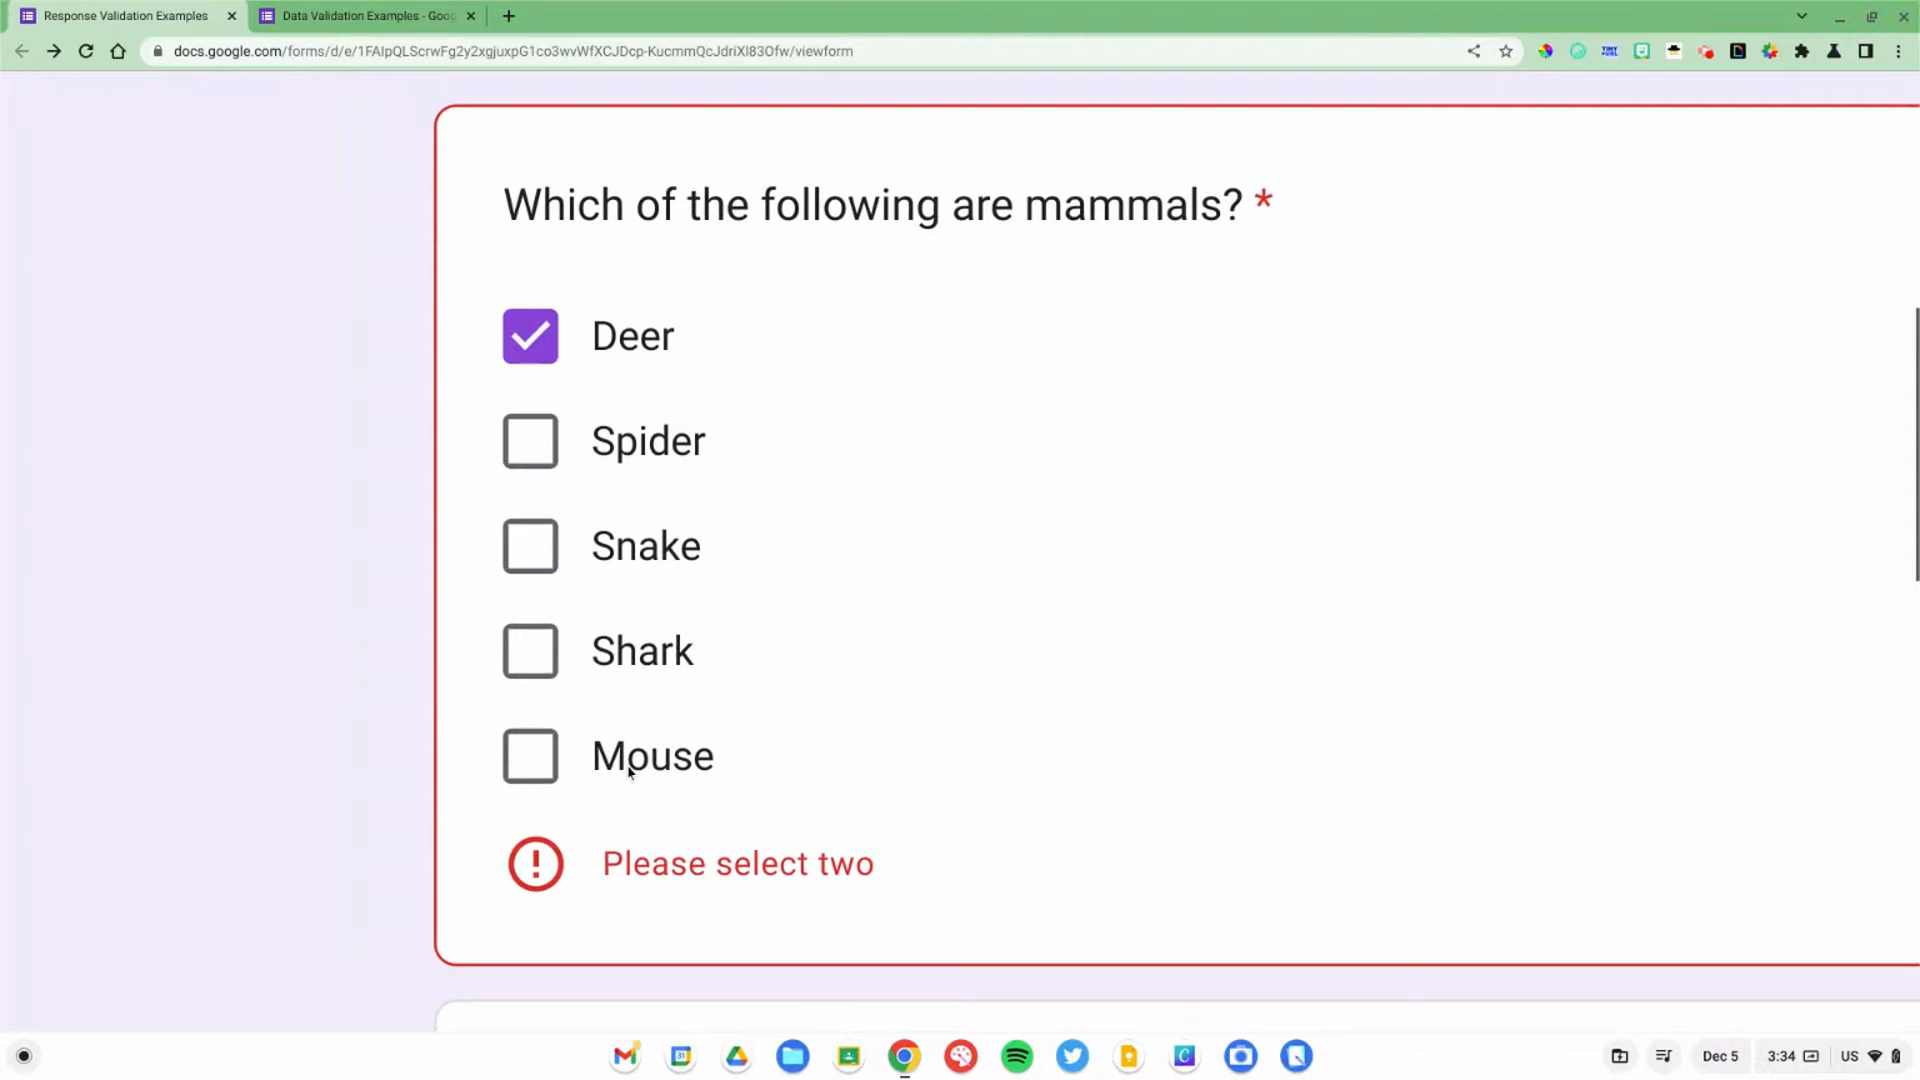 Response Validation Examples
Data Validation Examples - Goo
docs.google.com/forms/d/e/1FAIpQLScrwFg2y2xgjuxpG1co3wvWfXCJDcp-KucmmQcJdriXl83Ofw/viewform
Which of the following are mammals? *
Deer
Spider
Snake
Shark
Mouse
Please select two
Dec 5
3:34
US